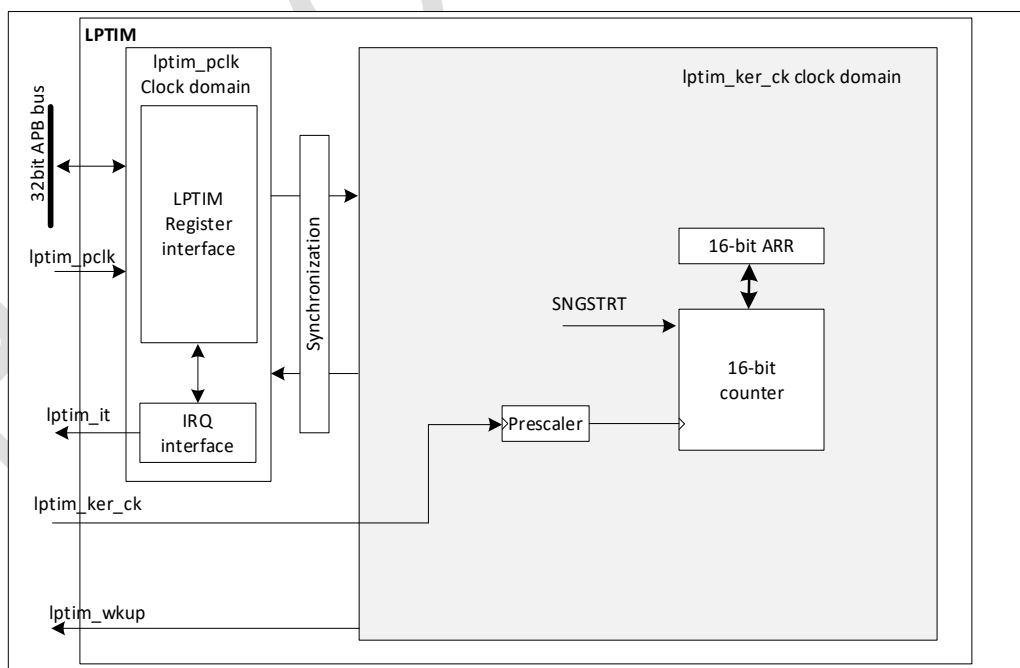 LPTIM
lptim_pclk
Clock domain
lptim_ker_ck clock domain
32bit APB bus
LPTIM
Register
interface
Synchronization
16-bit ARR
lptim_pclk
SNGSTRT
16-bit
counter
lptim_it
IRQ
interface
Prescaler
lptim_ker_ck
lptim_wkup